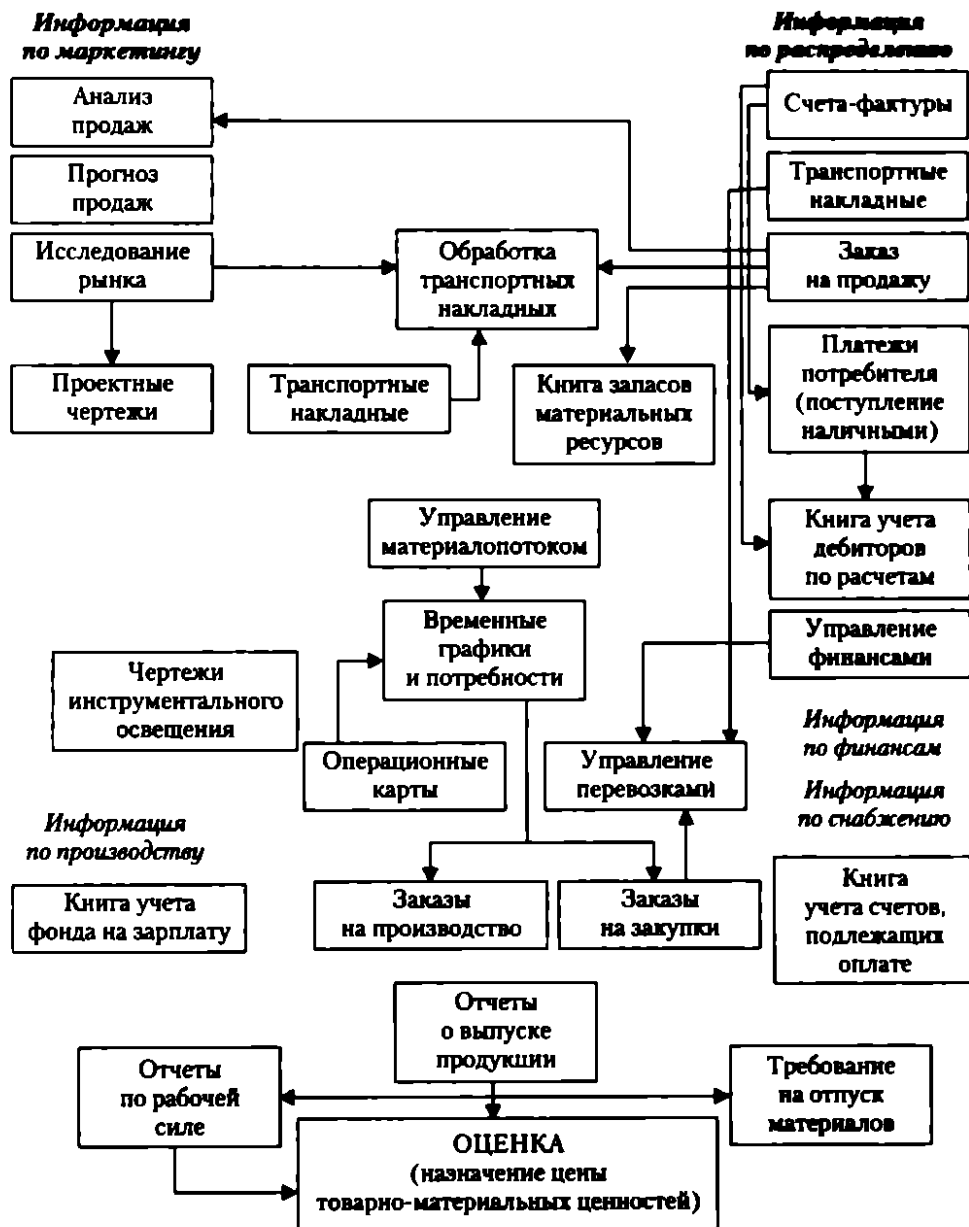 Информация
по маркетингу
Информация
по распределению
Анализ
продаж
Счета-фактуры
Прогноз
продаж
Транспортные
накладные
Исследование
рынка
Обработка
транспортных
накладных
Заказ
на продажу
Проектные
чертежи
Транспортные
накладные
Книга запасов
материальных
ресурсов
Платежи
потребителя
(поступление
наличными)
Управление
материалопотоком
Книга учета
дебиторов
по расчетам
Временные
графики
и потребности
Управление
финансами
Чертежи
инструментального
освещения
Операционные
карты
Управление
перевозками
Информация
по финансам
Информация
по снабжению
Информация
по производству
Книга учета
фонда на зарплату
Заказы
на производство
Заказы
на закупки
Книга
учета счетов,
подлежащих
оплате
Отчеты
о выпуске
продукции
Отчеты
по рабочей
силе
Требование
на отпуск
материалов
ОЦЕНКА
(назначение цены
товарно-материальных ценностей)